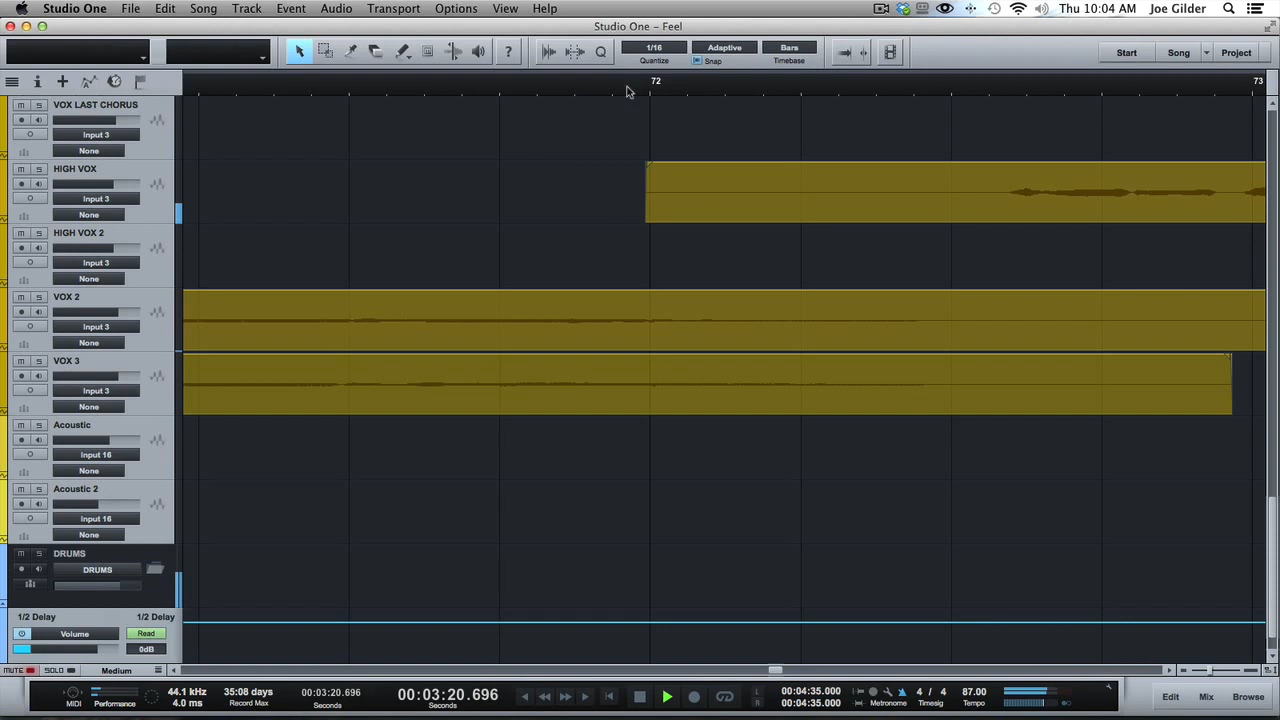 Studio One File Edit Song Track Event Audio Transport Options View Help Thu 10:04 AM Joe Gilder
Studio One – Feel
1/16 Adaptive Bars Start Song Project
Quantize Snap Timebase
72 73
VOX LAST CHORUS
M S
Input 3
None
HIGH VOX
M S
Input 3
None
HIGH VOX 2
M S
Input 3
None
VOX 2
M S
Input 3
None
VOX 3
M S
Input 3
None
Acoustic
M S
Input 16
None
Acoustic 2
M S
Input 16
None
M S DRUMS
DRUMS
1/2 Delay 1/2 Delay
Volume Read
0dB
MUTE SOLO Medium
44.1 kHz 35:08 days 00:03:20.696 00:03:20.696 L 00:04:35.000 4 / 4 87.00 Edit Mix Browse
MIDI Performance 4.0 ms Record Max Seconds Seconds R 00:04:35.000 Metronome Timesig Tempo